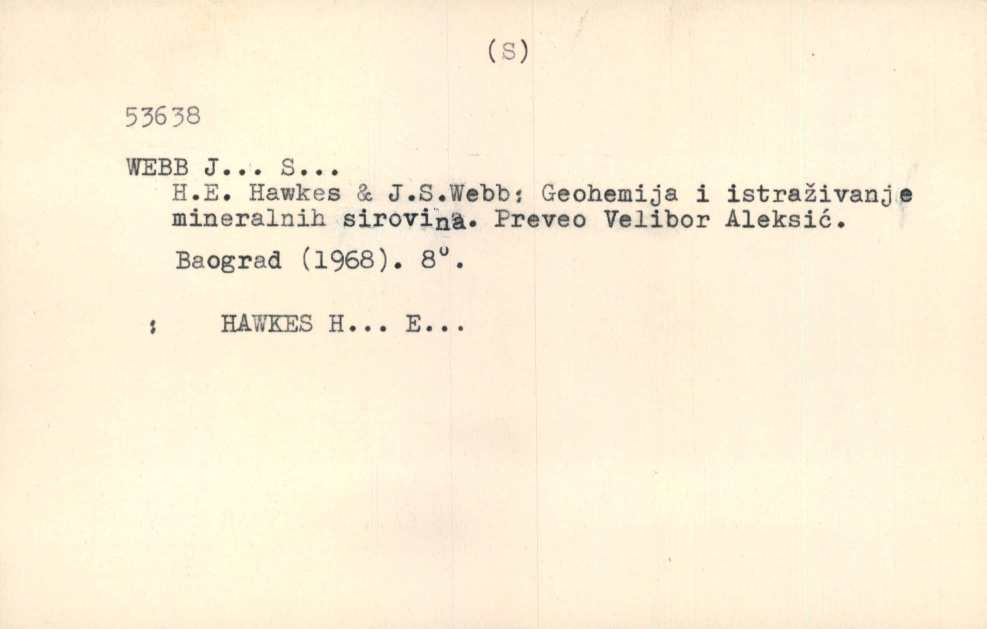 (S)
53638
WEBB J... S...
H.E. Hawkes & J.S.Webb: Geohemija i istraživanje
mineralnih sirovina. Preveo Velibor Aleksić.
Baograd (1968). 8°.
: HAWKES H... E...